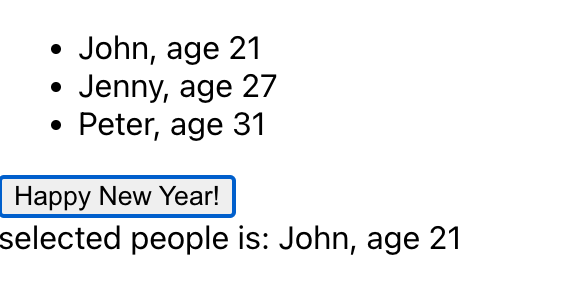 John, age 21
Jenny, age 27
Peter, age 31
Happy New Year!
selected people is: John, age 21